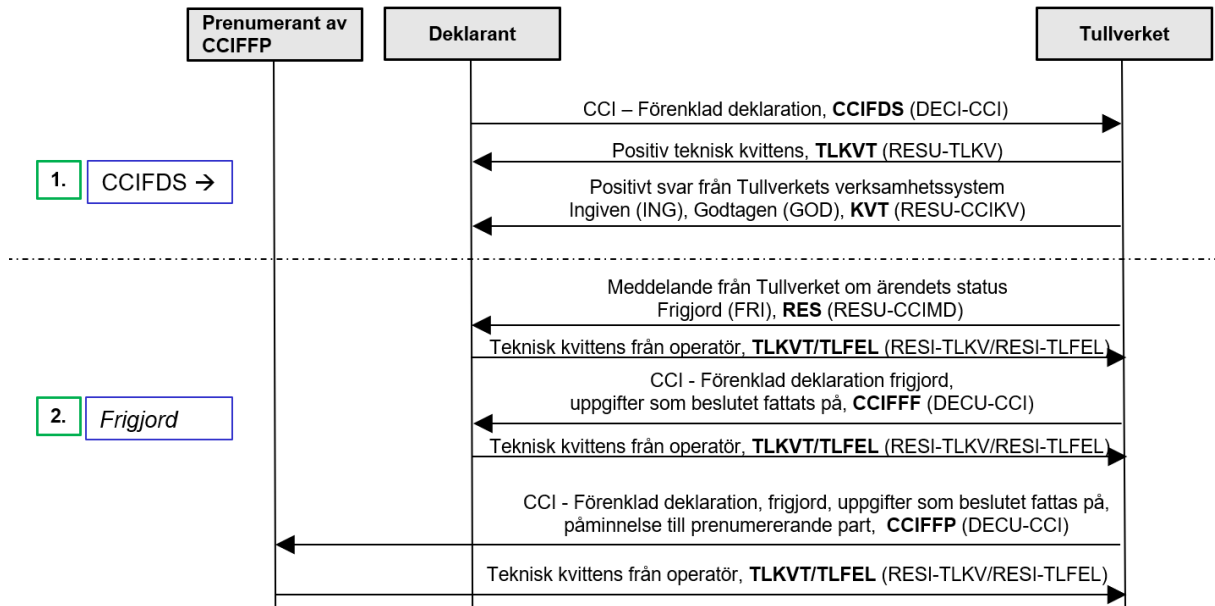 Prenumerant av
CCIFFP
Deklarant
Tullverket
CCI – Förenklad deklaration, CCIFDS (DECI-CCI)
Positiv teknisk kvittens, TLKVT (RESU-TLKV)
1.
CCIFDS →
Positivt svar från Tullverkets verksamhetssystem
Ingiven (ING), Godtagen (GOD), KVT (RESU-CCIKV)
Meddelande från Tullverket om ärendets status
Frigjord (FRI), RES (RESU-CCIMD)
Teknisk kvittens från operatör, TLKVT/TLFEL (RESI-TLKV/RESI-TLFEL)
2.
Frigjord
CCI - Förenklad deklaration frigjord,
uppgifter som beslutet fattats på, CCIFFF (DECU-CCI)
Teknisk kvittens från operatör, TLKVT/TLFEL (RESI-TLKV/RESI-TLFEL)
CCI - Förenklad deklaration, frigjord, uppgifter som beslutet fattas på,
påminnelse till prenumererande part, CCIFFP (DECU-CCI)
Teknisk kvittens från operatör, TLKVT/TLFEL (RESI-TLKV/RESI-TLFEL)